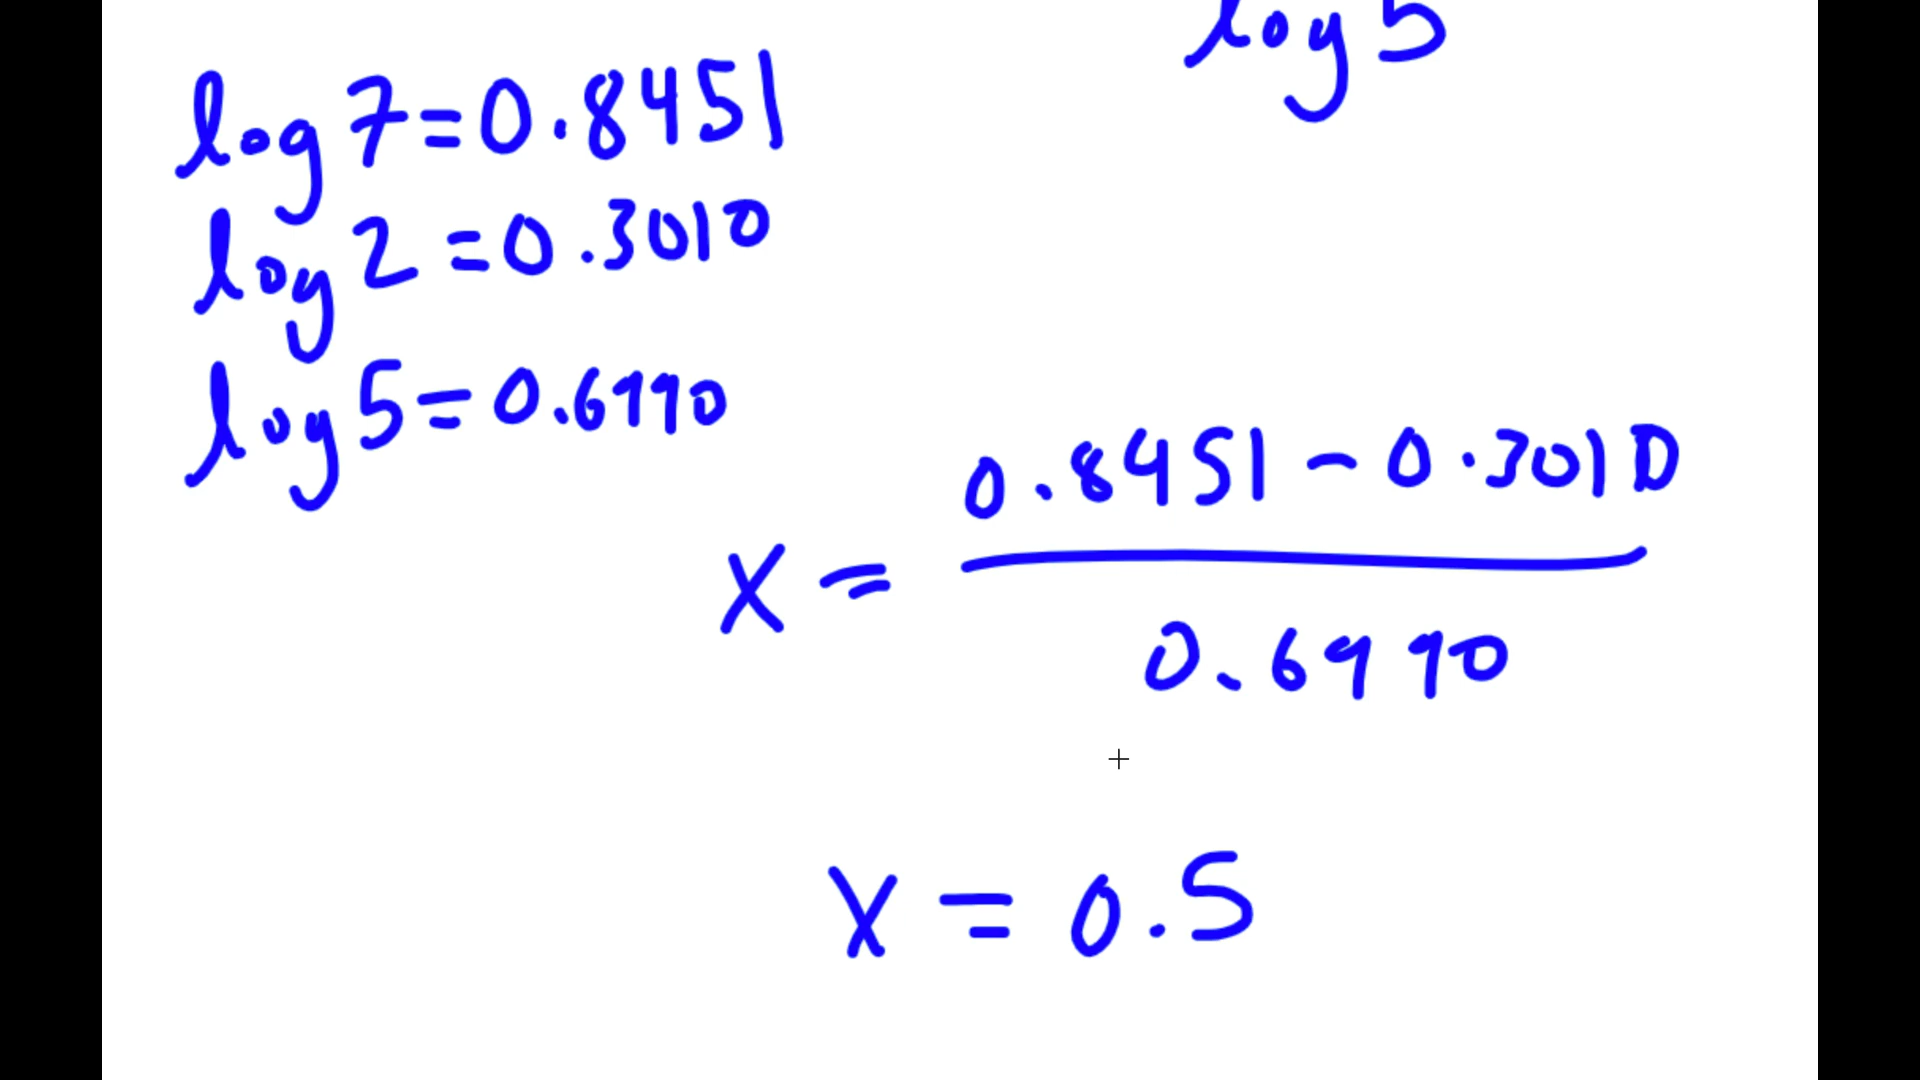 log 5
log 7 = 0.8451
log 2 = 0.3010
log 5 = 0.6990
0.8451 - 0.3010
x =
0.6990
x = 0.5